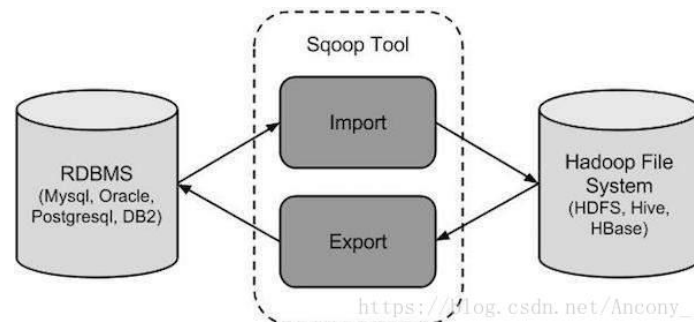 Sqoop Tool
Import
RDBMS
(Mysql, Oracle,
Postgresql, DB2)
Hadoop File
System
(HDFS, Hive,
HBase)
Export
https://blog.csdn.net/Ancony_